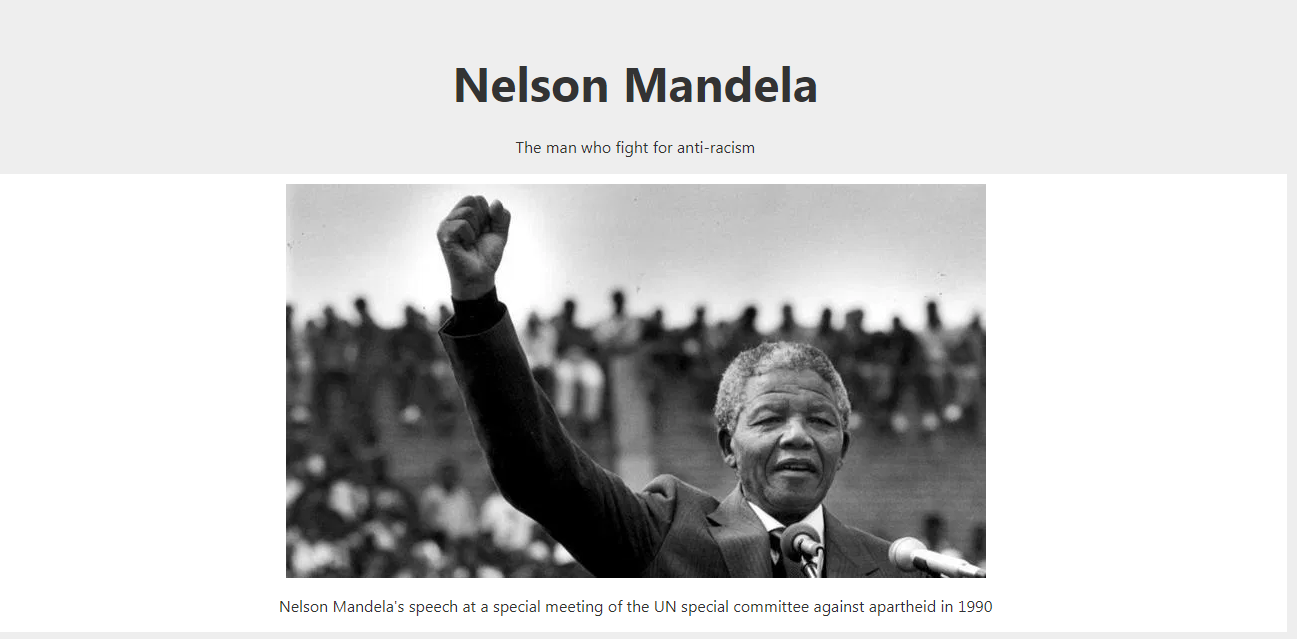 Nelson Mandela
The man who fight for anti-racism
Nelson Mandela's speech at a special meeting of the UN special committee against apartheid in 1990